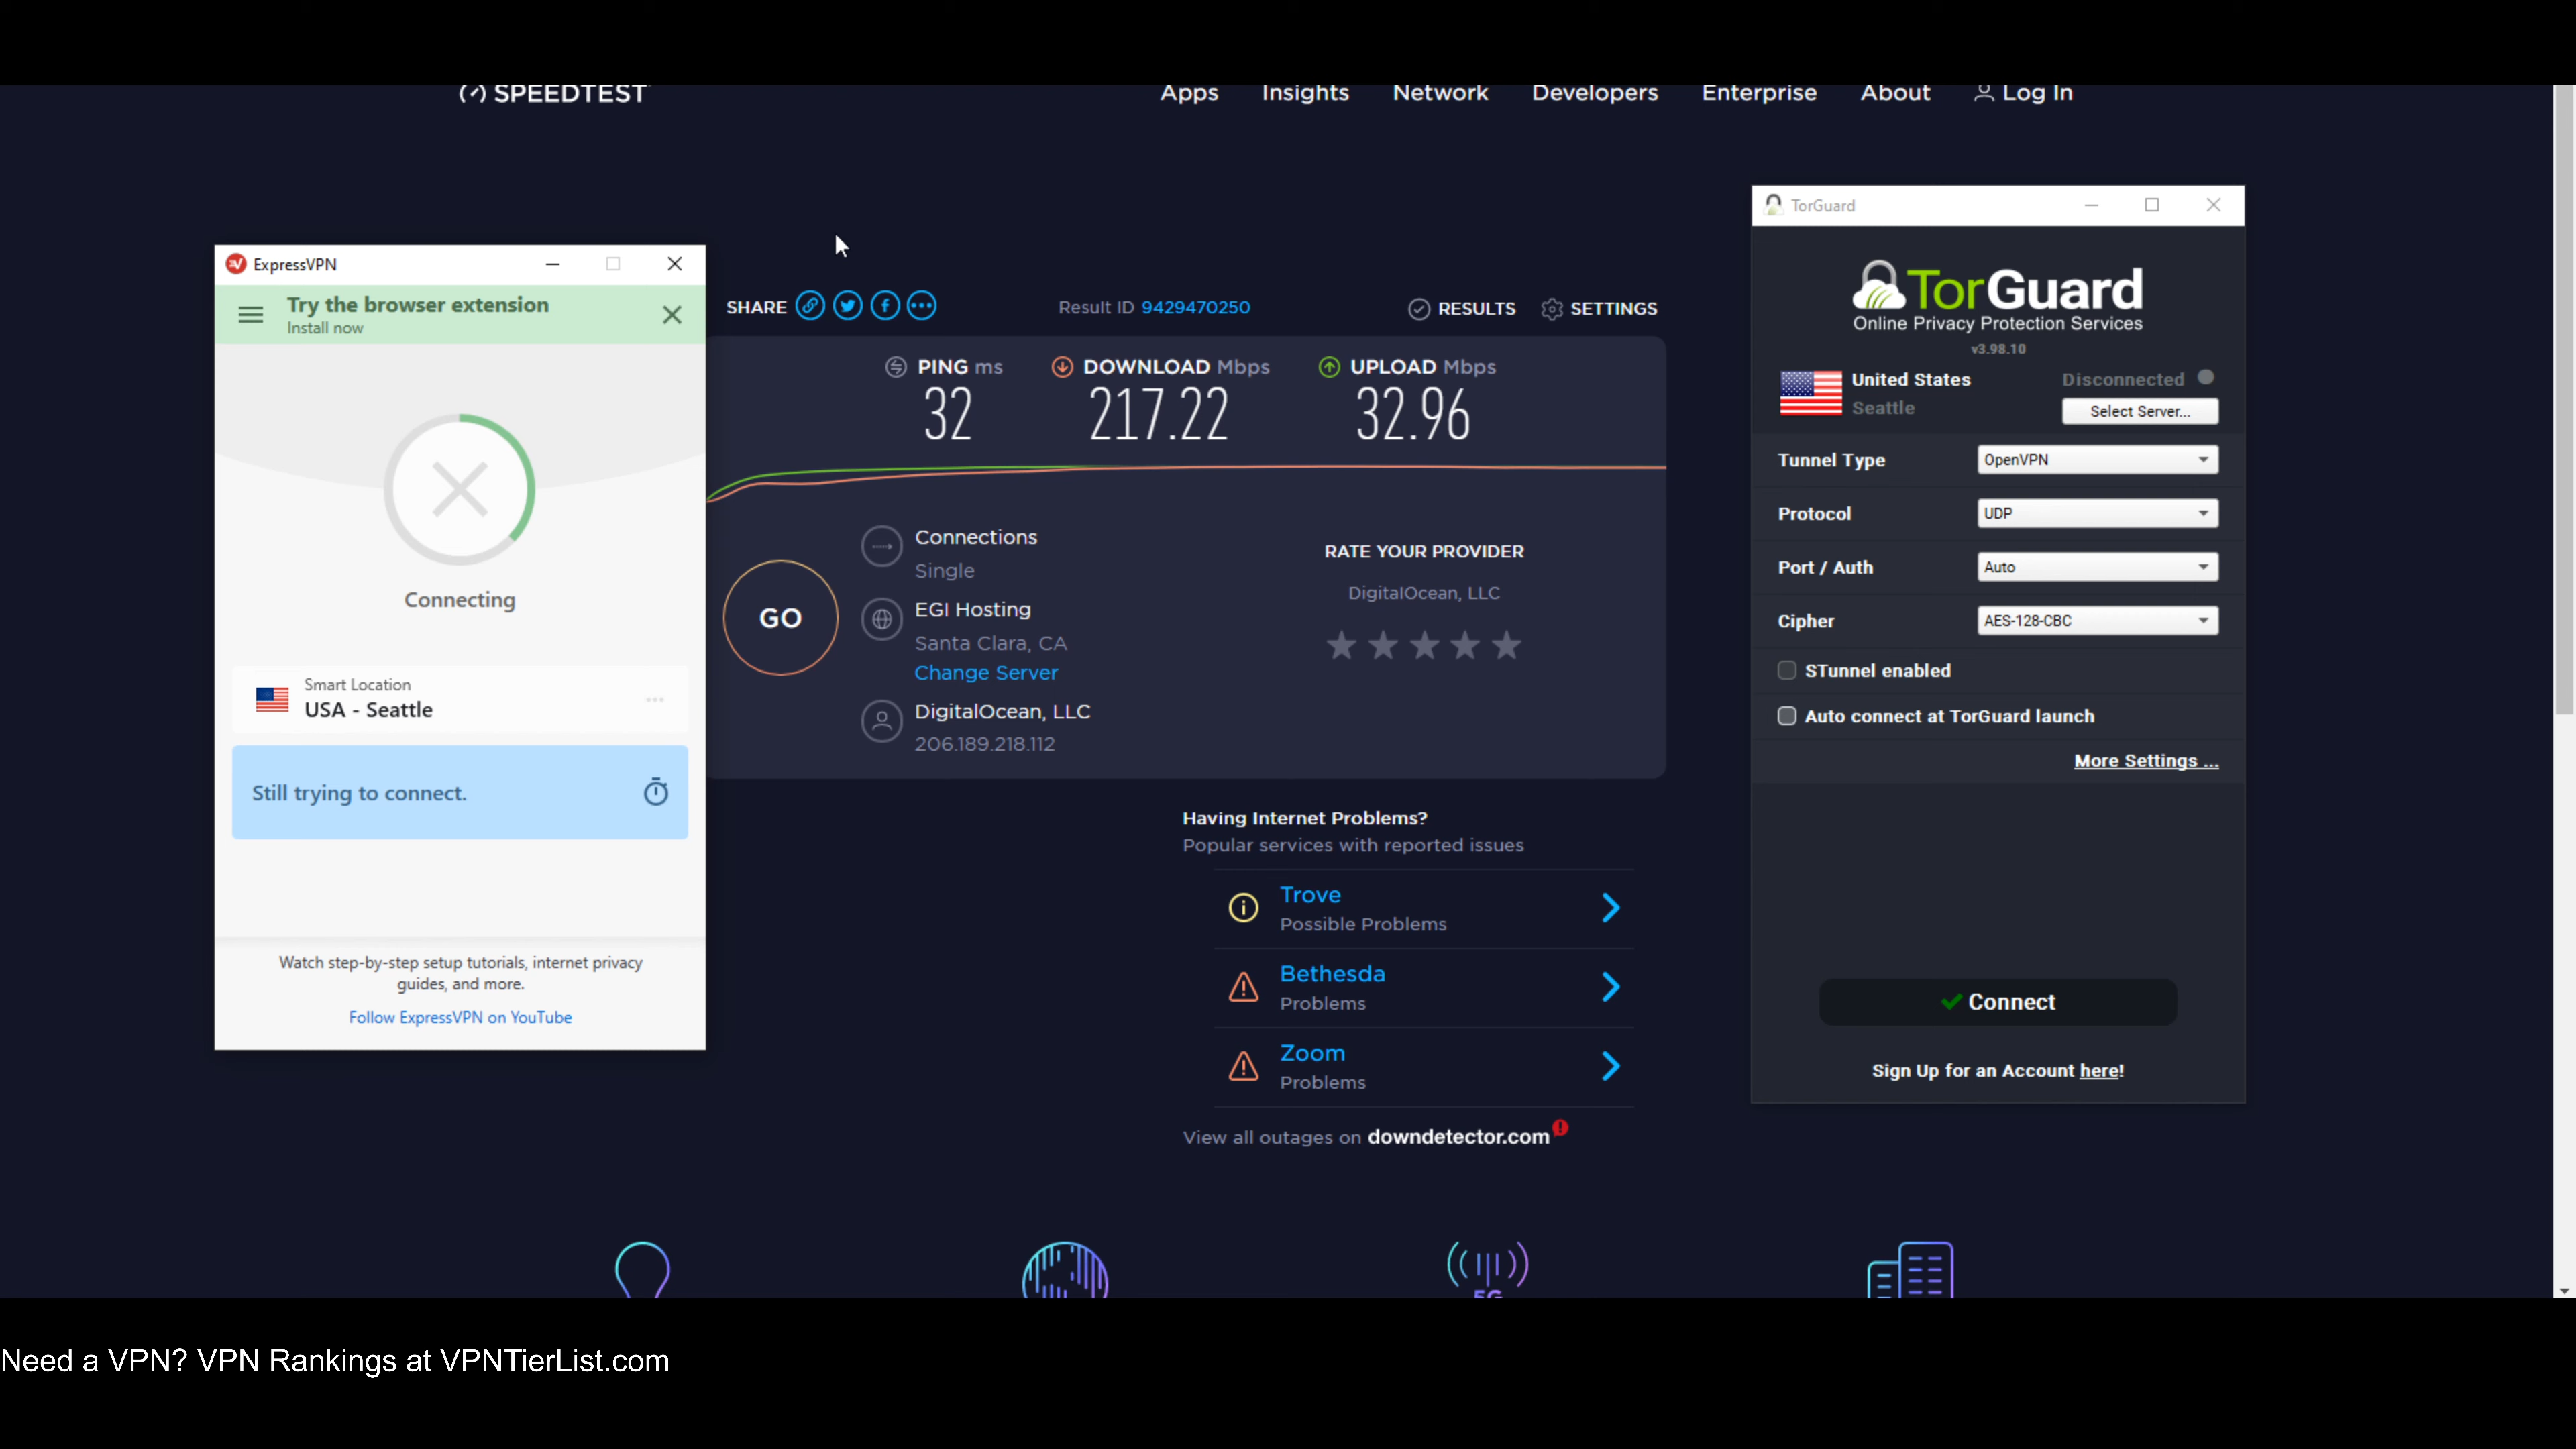 SPEEDTEST
Apps Insights Network Developers Enterprise About Log In
ExpressVPN
Try the browser extension
Install now
Connecting
Smart Location
USA - Seattle
Still trying to connect.
Watch step-by-step setup tutorials, internet privacy
guides, and more.
Follow ExpressVPN on YouTube
SHARE
Result ID 9429470250
RESULTS SETTINGS
PING ms DOWNLOAD Mbps UPLOAD Mbps
32 217.22 32.96
GO
Connections
Single
EGI Hosting
Santa Clara, CA
Change Server
DigitalOcean, LLC
206.189.218.112
RATE YOUR PROVIDER
DigitalOcean, LLC
Having Internet Problems?
Popular services with reported issues
Trove
Possible Problems
Bethesda
Problems
Zoom
Problems
View all outages on downdetector.com
5G
TorGuard
TorGuard
Online Privacy Protection Services
v3.98.10
United States Disconnected
Seattle Select Server...
Tunnel Type OpenVPN
Protocol UDP
Port / Auth Auto
Cipher AES-128-CBC
STunnel enabled
Auto connect at TorGuard launch
More Settings ...
Connect
Sign Up for an Account here!
Need a VPN? VPN Rankings at VPNTierList.com